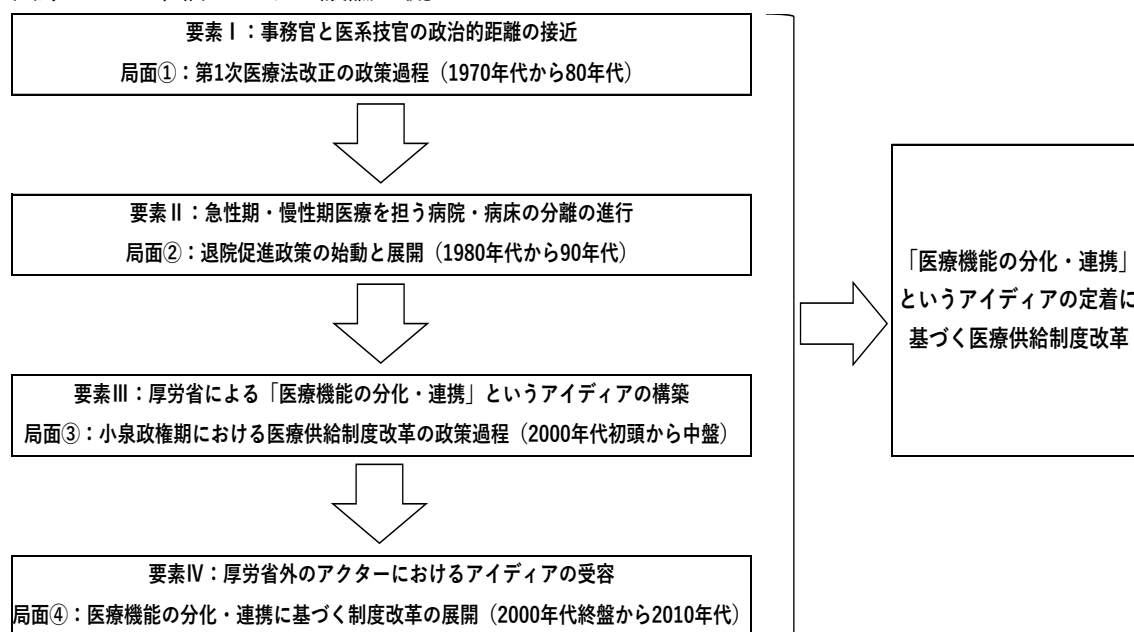 要素Ⅰ：事務官と医系技官の政治的距離の接近
局面①：第1次医療法改正の政策過程（1970年代から80年代）
要素Ⅱ：急性期・慢性期医療を担う病院・病床の分離の進行
局面②：退院促進政策の始動と展開（1980年代から90年代）
要素Ⅲ：厚労省による「医療機能の分化・連携」というアイディアの構築
局面③：小泉政権期における医療供給制度改革の政策過程（2000年代初頭から中盤）
要素Ⅳ：厚労省外のアクターにおけるアイディアの受容
局面④：医療機能の分化・連携に基づく制度改革の展開（2000年代終盤から2010年代）
「医療機能の分化・連携」
というアイディアの定着に
基づく医療供給制度改革